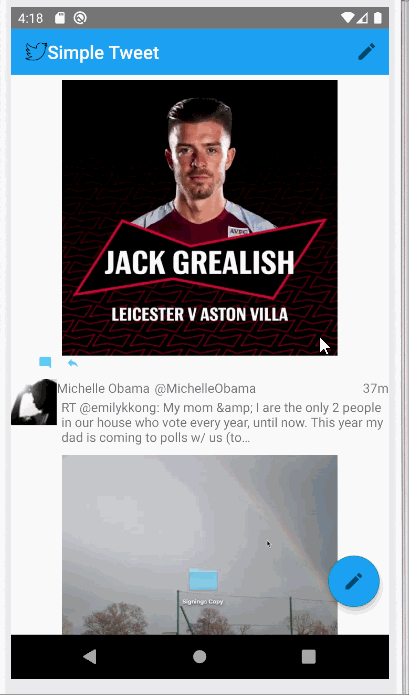 4:18
Simple Tweet
AVFC
JACK GREALISH
LEICESTER V ASTON VILLA
Michelle Obama @MichelleObama 37m
RT @emilykkong: My mom &amp; I are the only 2 people
in our house who vote every year, until now. This year my
dad is coming to polls w/ us (to…
Signings Copy